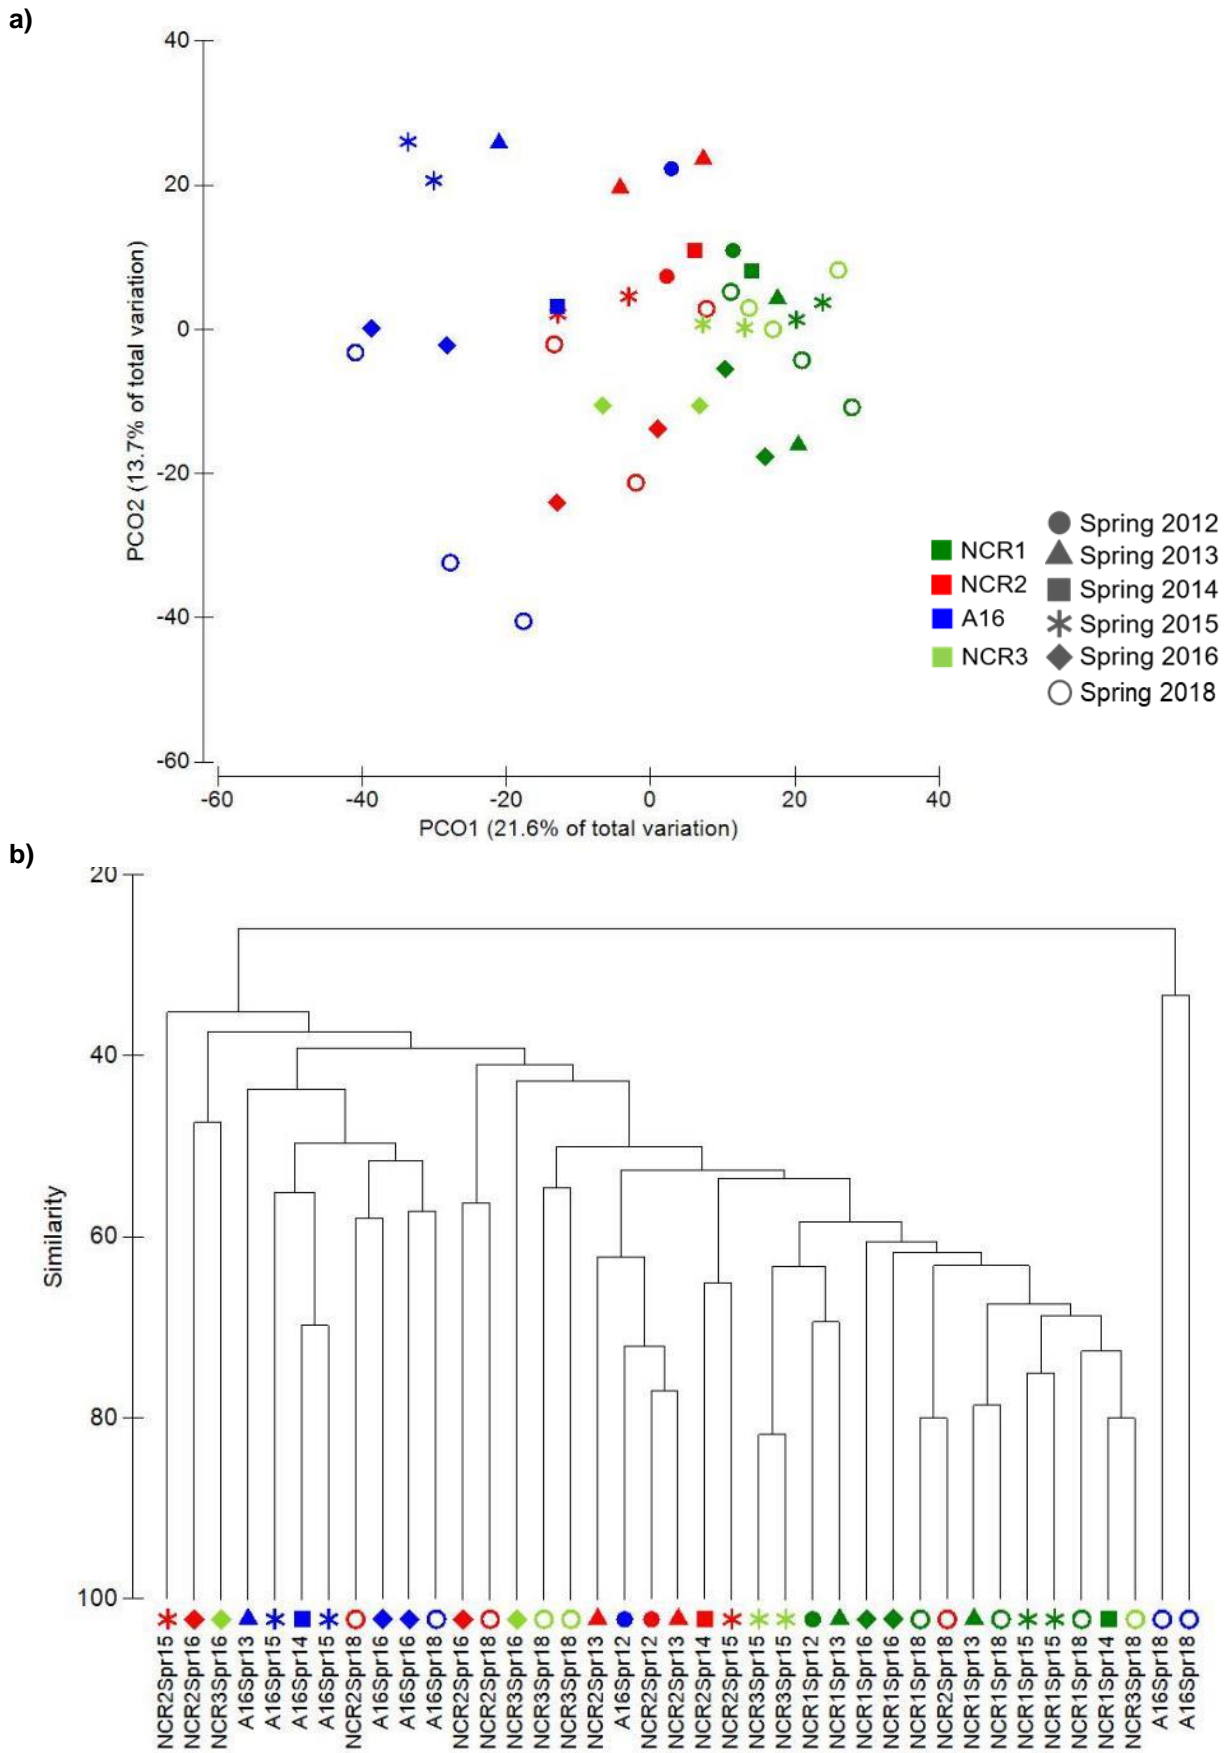 a)
40
20
0
-20
-40
-60
PCO2 (13.7% of total variation)
-60 -40 -20 0 20 40
PCO1 (21.6% of total variation)
NCR1
NCR2
A16
NCR3
Spring 2012
Spring 2013
Spring 2014
Spring 2015
Spring 2016
Spring 2018
b)
20
40
60
80
100
Similarity
NCR2Spr15
NCR2Spr16
NCR3Spr16
A16Spr13
A16Spr15
A16Spr14
A16Spr15
NCR2Spr18
A16Spr16
A16Spr16
A16Spr18
NCR2Spr16
NCR2Spr18
NCR3Spr16
NCR3Spr18
NCR3Spr18
NCR2Spr13
A16Spr12
NCR2Spr12
NCR2Spr13
NCR2Spr14
NCR2Spr15
NCR3Spr15
NCR3Spr15
NCR1Spr12
NCR1Spr13
NCR1Spr16
NCR1Spr16
NCR1Spr18
NCR2Spr18
NCR1Spr13
NCR1Spr18
NCR1Spr15
NCR1Spr15
NCR1Spr18
NCR1Spr14
NCR3Spr18
A16Spr18
A16Spr18